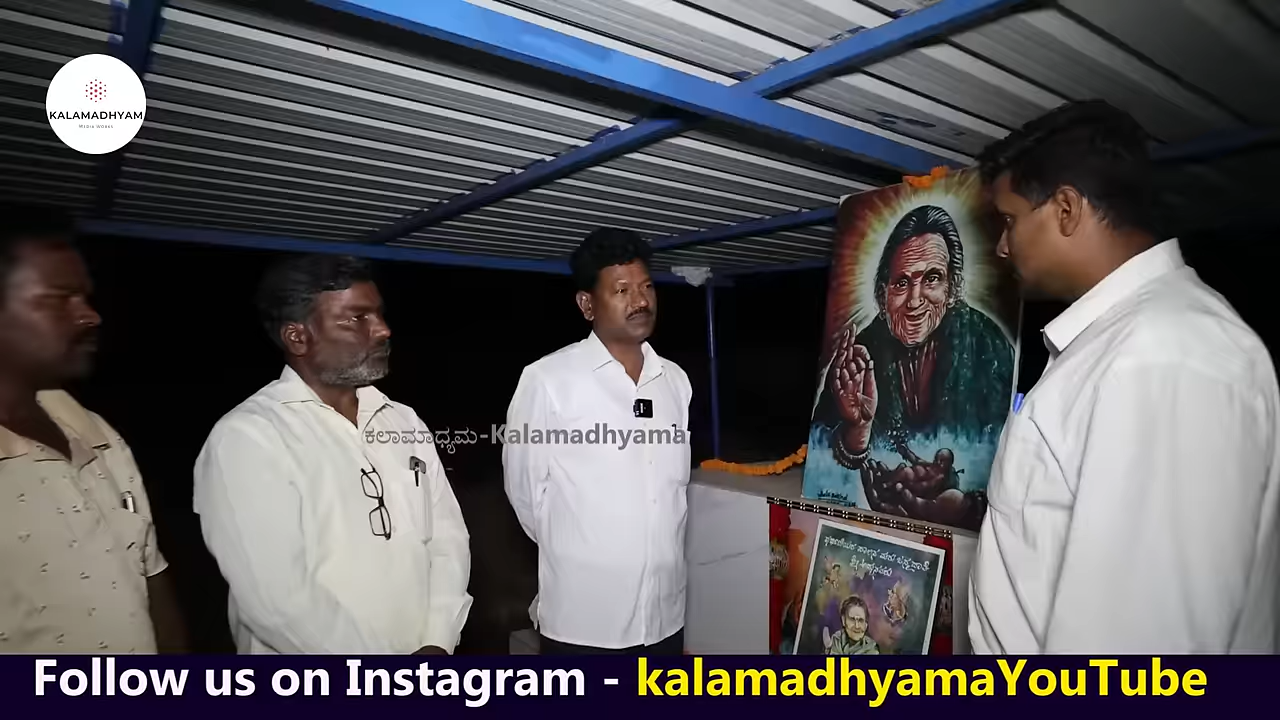 KALAMADHYAM
MEDIA WORKS
ಕಲಾಮಾಧ್ಯಮ-Kalamadhyama
Follow us on Instagram - kalamadhyamaYouTube